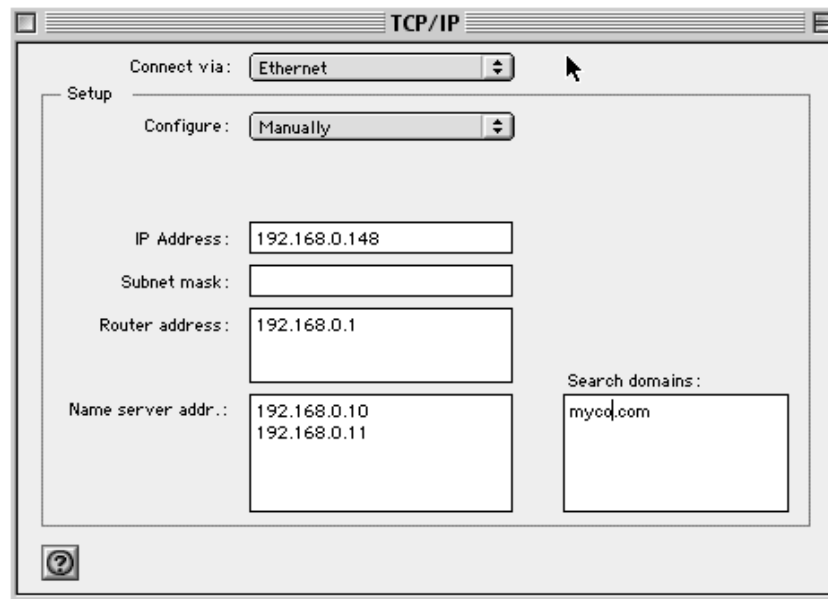 TCP/IP
Connect via: Ethernet
Setup
Configure: Manually
IP Address: 192.168.0.148
Subnet mask:
Router address: 192.168.0.1
Search domains:
Name server addr.: 192.168.0.10
192.168.0.11
myco.com
?